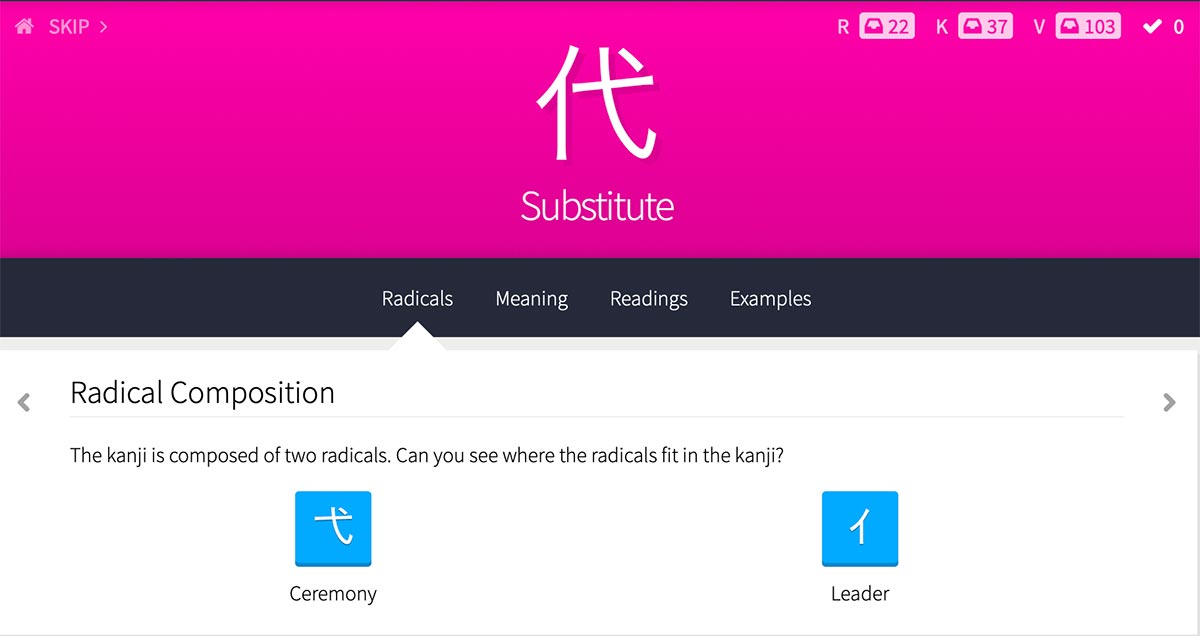 SKIP R 22 K 37 V 103 0
代
Substitute
Radicals Meaning Readings Examples
Radical Composition
The kanji is composed of two radicals. Can you see where the radicals fit in the kanji?
弋 亻
Ceremony Leader